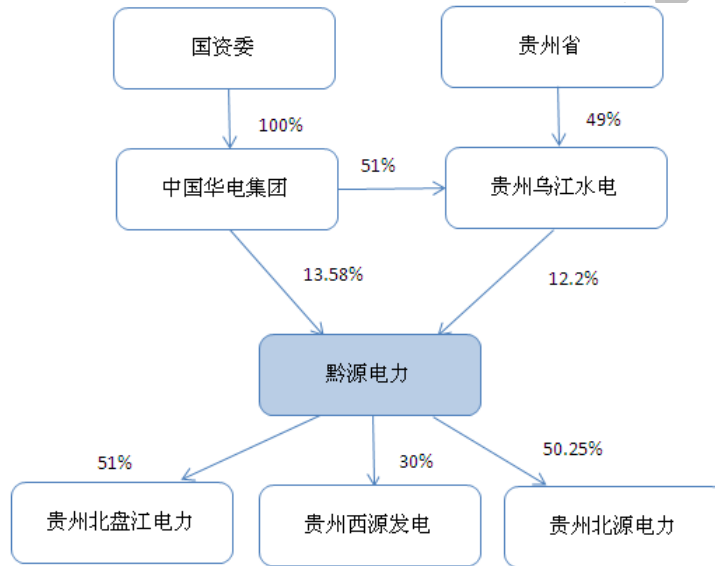 国资委
贵州省
100%
49%
中国华电集团
51%
贵州乌江水电
13.58%
12.2%
黔源电力
51%
30%
50.25%
贵州北盘江电力
贵州西源发电
贵州北源电力